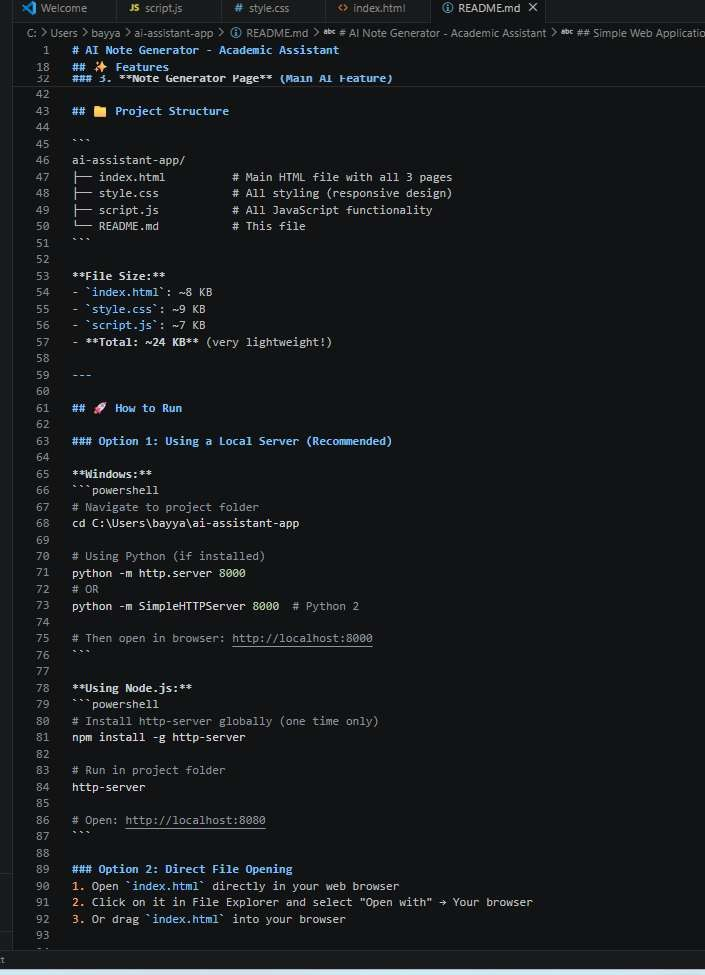 Welcome JS script.js # style.css <> index.html README.md
C: > Users > bayya > ai-assistant-app > README.md > # AI Note Generator - Academic Assistant > ## Simple Web Applicatio
1 # AI Note Generator - Academic Assistant
18 ## ✨ Features
32 ### 3. **Note Generator Page** (Main AI Feature)
42
43 ## 📁 Project Structure
44
45 ```
46 ai-assistant-app/
47 ├── index.html # Main HTML file with all 3 pages
48 ├── style.css # All styling (responsive design)
49 ├── script.js # All JavaScript functionality
50 └── README.md # This file
51 ```
52
53 **File Size:**
54 - `index.html`: ~8 KB
55 - `style.css`: ~9 KB
56 - `script.js`: ~7 KB
57 - **Total: ~24 KB** (very lightweight!)
58
59 ---
60
61 ## 🚀 How to Run
62
63 ### Option 1: Using a Local Server (Recommended)
64
65 **Windows:**
66 ```powershell
67 # Navigate to project folder
68 cd C:\Users\bayya\ai-assistant-app
69
70 # Using Python (if installed)
71 python -m http.server 8000
72 # OR
73 python -m SimpleHTTPServer 8000 # Python 2
74
75 # Then open in browser: http://localhost:8000
76 ```
77
78 **Using Node.js:**
79 ```powershell
80 # Install http-server globally (one time only)
81 npm install -g http-server
82
83 # Run in project folder
84 http-server
85
86 # Open: http://localhost:8080
87 ```
88
89 ### Option 2: Direct File Opening
90 1. Open `index.html` directly in your web browser
91 2. Click on it in File Explorer and select "Open with" → Your browser
92 3. Or drag `index.html` into your browser
93